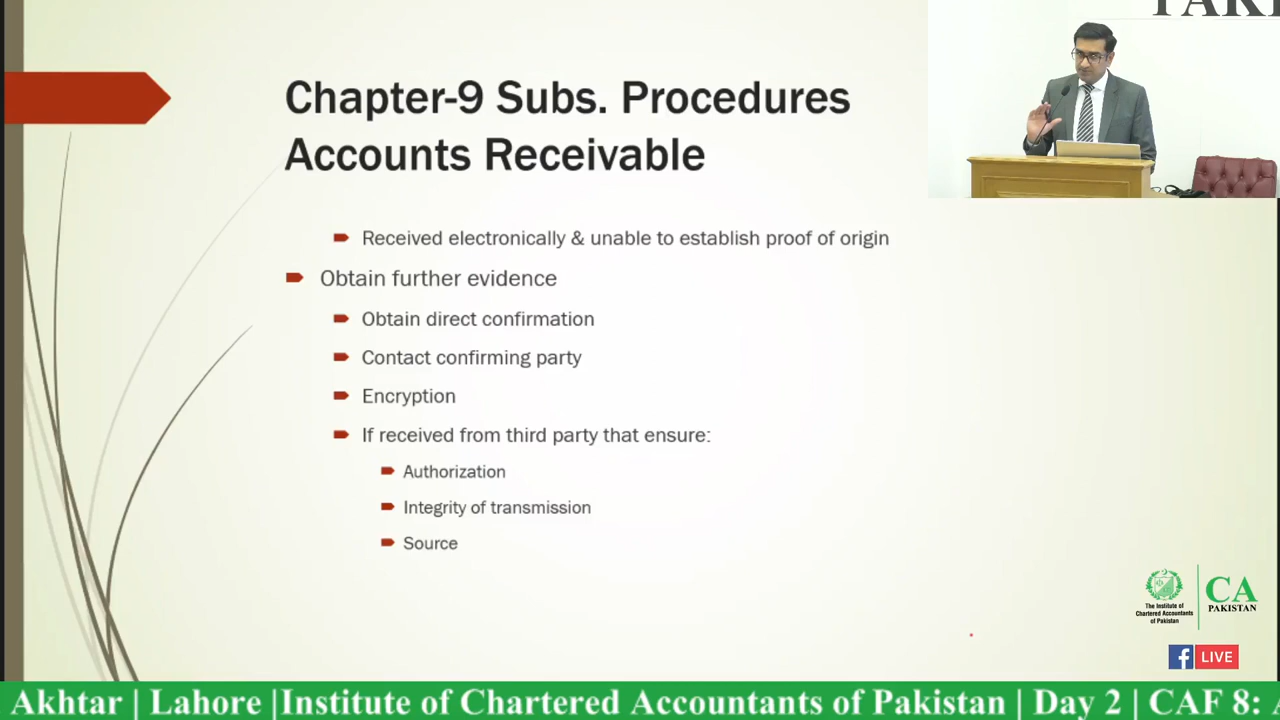 Chapter-9 Subs. Procedures
Accounts Receivable
Received electronically & unable to establish proof of origin
Obtain further evidence
Obtain direct confirmation
Contact confirming party
Encryption
If received from third party that ensure:
Authorization
Integrity of transmission
Source
The Institute of
Chartered Accountants
of Pakistan
CA
PAKISTAN
f LIVE
Akhtar | Lahore |Institute of Chartered Accountants of Pakistan | Day 2 | CAF 8: